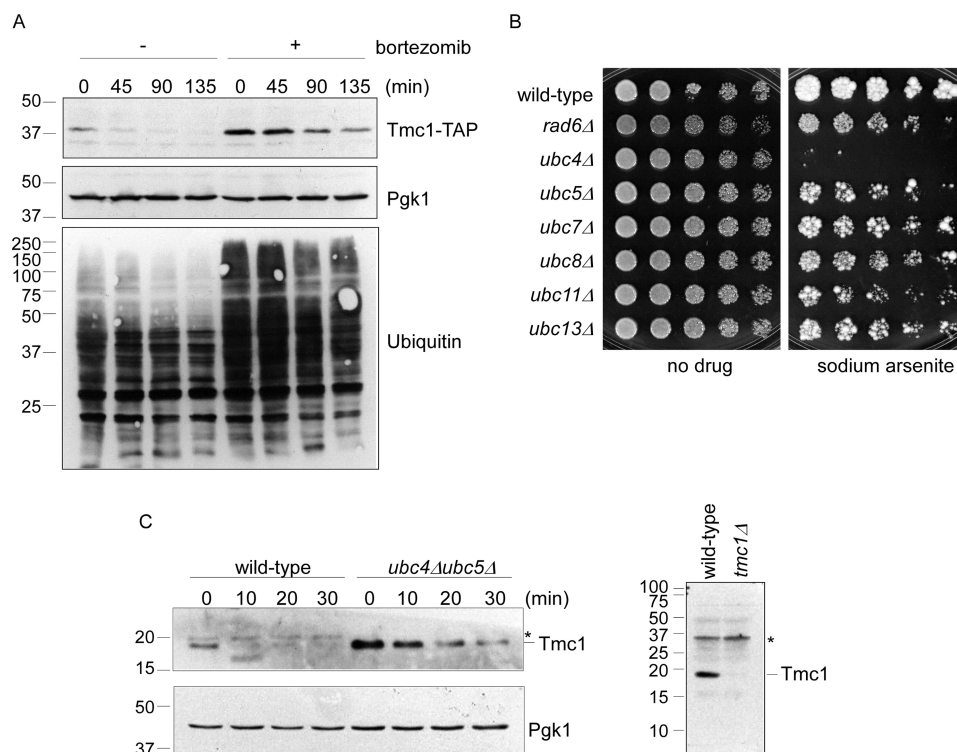 A
- + bortezomib
0 45 90 135 0 45 90 135 (min)
50
37
Tmc1-TAP
50
37
Pgk1
250
150
100
75
50
37
25
Ubiquitin
B
wild-type
rad6Δ
ubc4Δ
ubc5Δ
ubc7Δ
ubc8Δ
ubc11Δ
ubc13Δ
no drug sodium arsenite
C
wild-type ubc4Δubc5Δ
0 10 20 30 0 10 20 30 (min)
20
15
*
Tmc1
50
37
Pgk1
wild-type
tmc1Δ
100
75
50
37
25
20
15
10
*
Tmc1